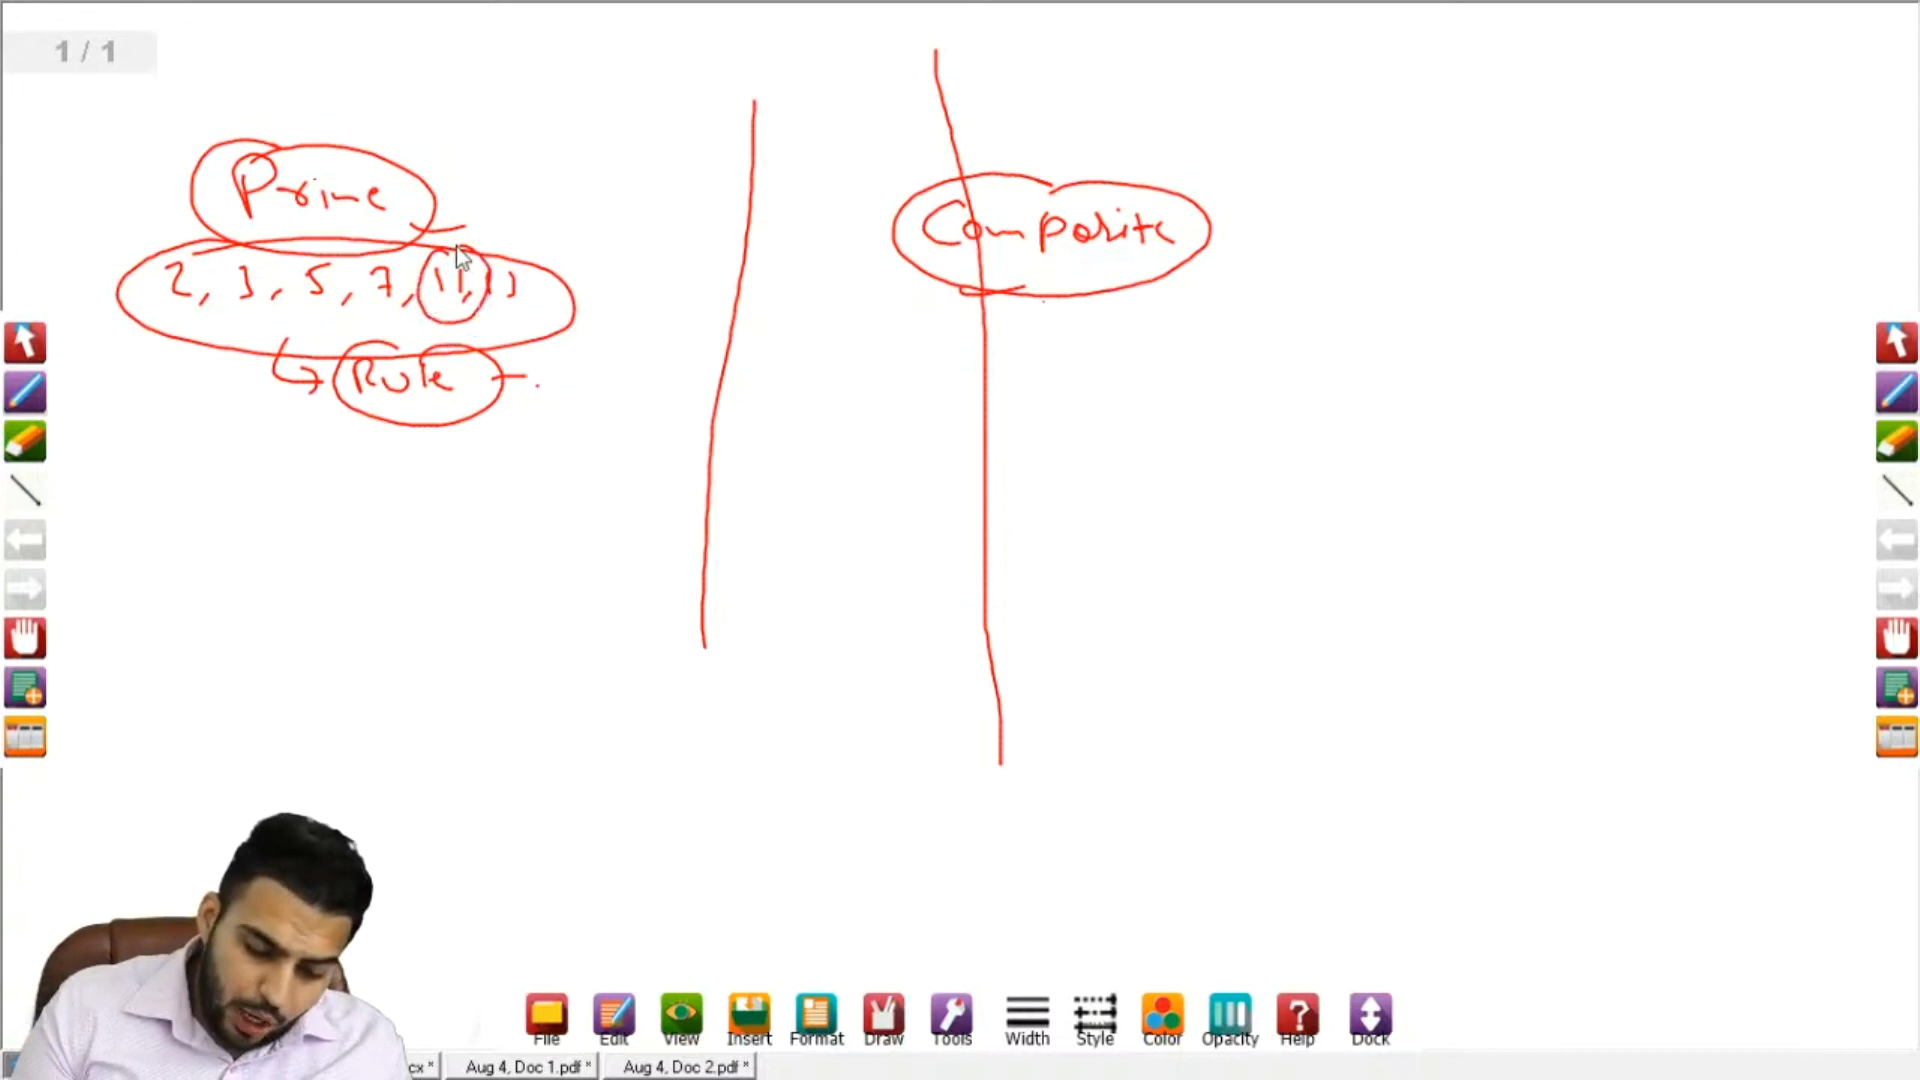 1 / 1
Prime
2, 3, 5, 7, 11, 13
Rule
Composite
File Edit View Insert Format Draw Tools Width Style Color Opacity Help Dock
cx * Aug 4, Doc 1.pdf * Aug 4, Doc 2.pdf *